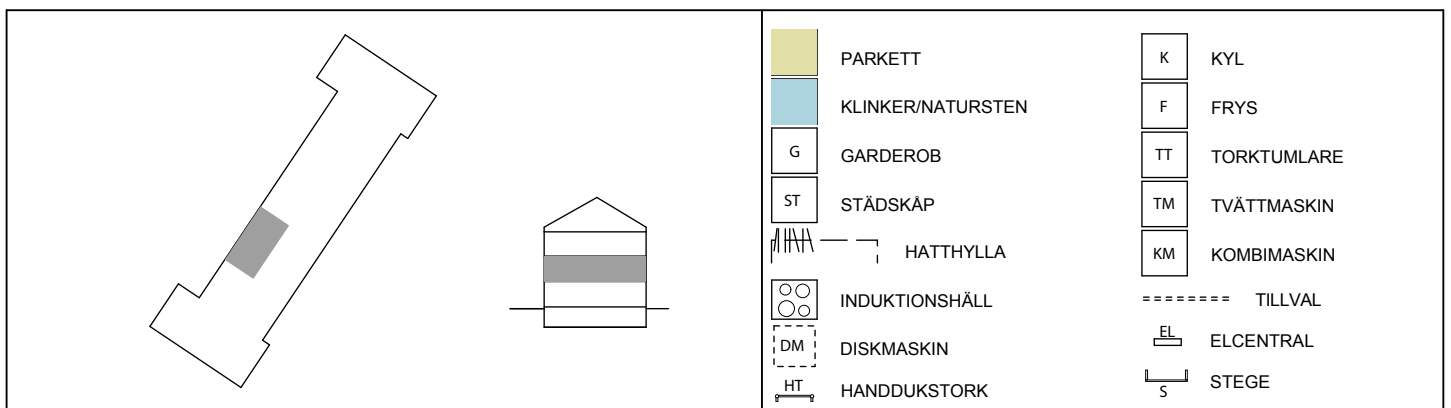 PARKETT
KLINKER/NATURSTEN
G GARDEROB
ST STÄDSKÅP
HATTHYLLA
INDUKTIONSHÄLL
DM DISKMASKIN
HT HANDDUKSTORK
K KYL
F FRYS
TT TORKTUMLARE
TM TVÄTTMASKIN
KM KOMBIMASKIN
TILLVAL
EL ELCENTRAL
S STEGE